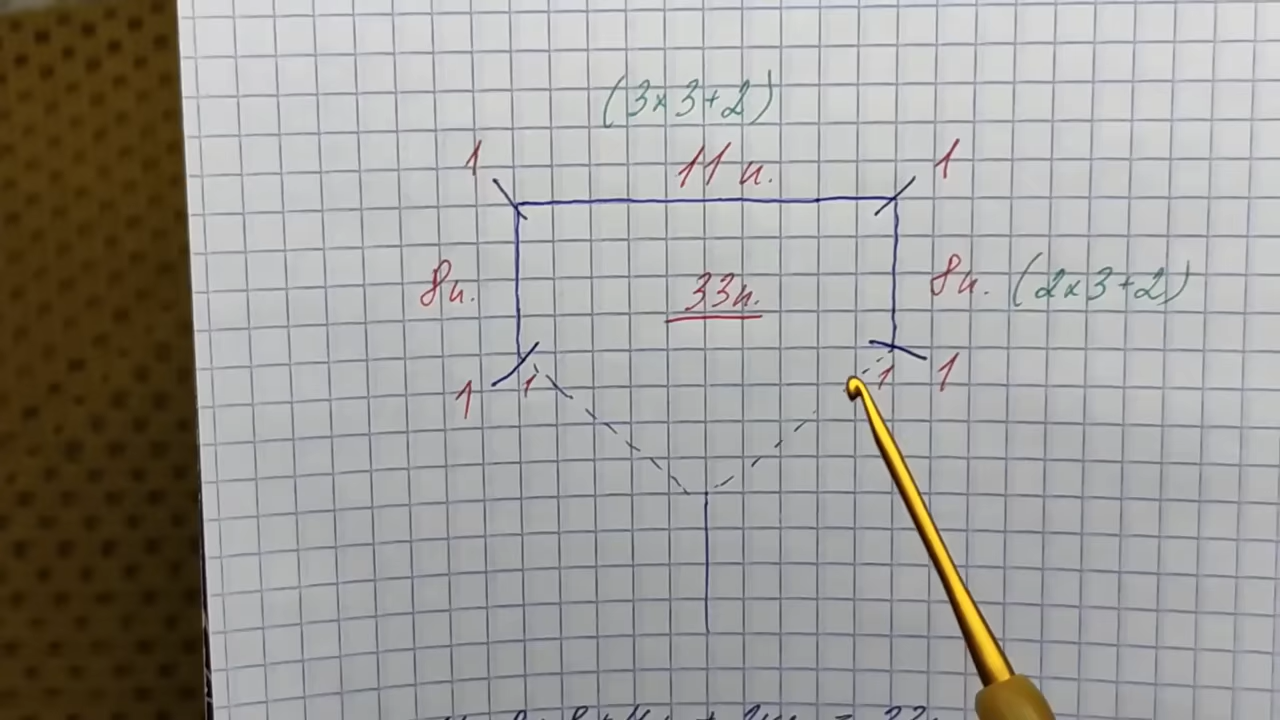 (3×3+2)
1 11 п. 1
8п. 33п. 8п. (2×3+2)
1 1 1 1